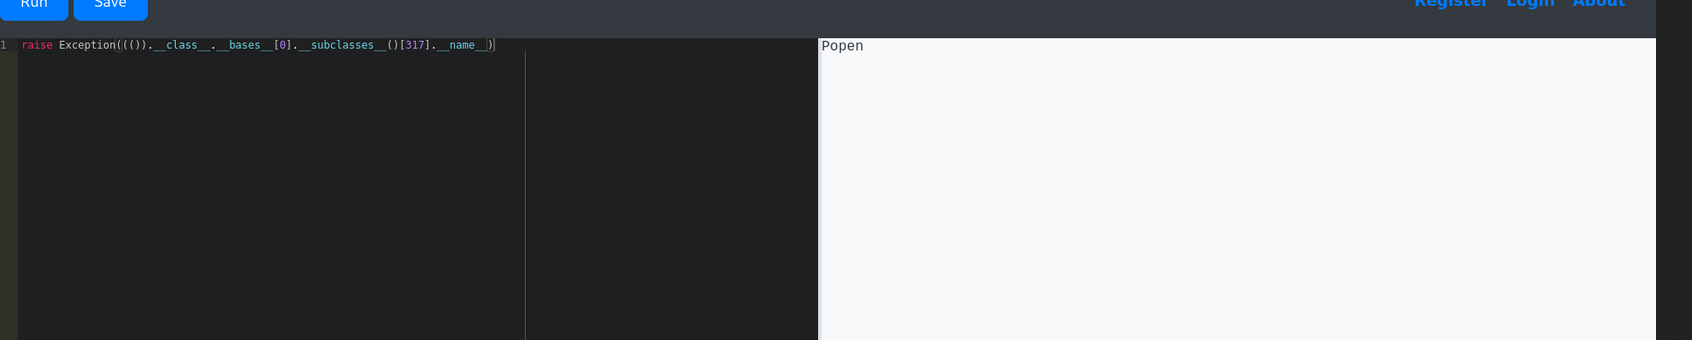 Run Save Register Login About
1 raise Exception((()).__class__.__bases__[0].__subclasses__()[317].__name__)
Popen